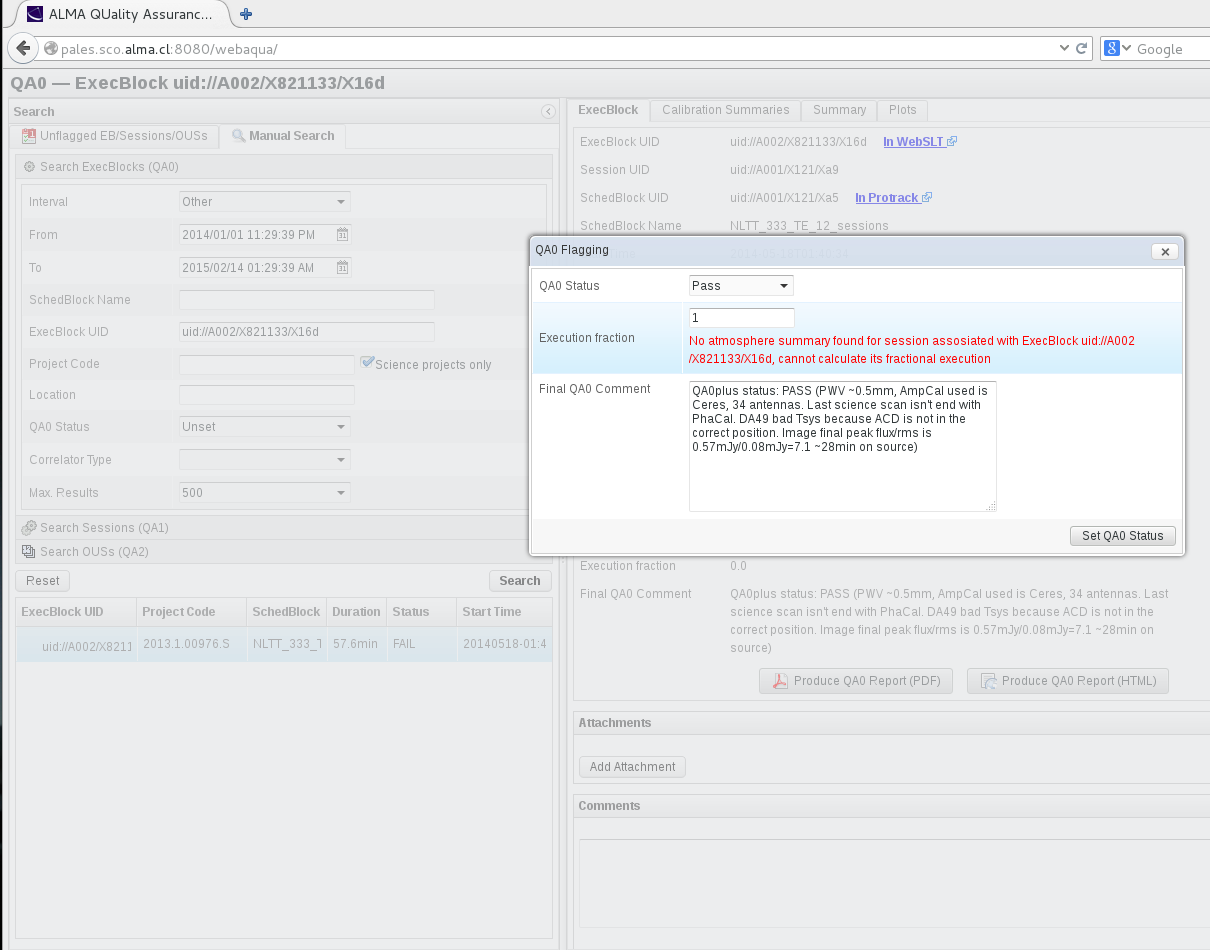 ALMA QUality Assuranc...
pales.sco.alma.cl:8080/webaqua/
Google
QA0 — ExecBlock uid://A002/X821133/X16d
Search
Unflagged EB/Sessions/OUSs
Manual Search
Search ExecBlocks (QA0)
Interval
Other
From
2014/01/01 11:29:39 PM
To
2015/02/14 01:29:39 AM
SchedBlock Name
ExecBlock UID
uid://A002/X821133/X16d
Project Code
Science projects only
Location
QA0 Status
Unset
Correlator Type
Max. Results
500
Search Sessions (QA1)
Search OUSs (QA2)
Reset
Search
ExecBlock UID Project Code SchedBlock Duration Status Start Time
uid://A002/X8211 2013.1.00976.S NLTT_333_T 57.6min FAIL 20140518-01:4
ExecBlock Calibration Summaries Summary Plots
ExecBlock UID
uid://A002/X821133/X16d In WebSLT
Session UID
uid://A001/X121/Xa9
SchedBlock UID
uid://A001/X121/Xa5 In Protrack
SchedBlock Name
NLTT_333_TE_12_sessions
QA0 Flagging
QA0 Status
Pass
Execution fraction
1
No atmosphere summary found for session assosiated with ExecBlock uid://A002
/X821133/X16d, cannot calculate its fractional execution
Final QA0 Comment
QA0plus status: PASS (PWV ~0.5mm, AmpCal used is
Ceres, 34 antennas. Last science scan isn't end with
PhaCal. DA49 bad Tsys because ACD is not in the
correct position. Image final peak flux/rms is
0.57mJy/0.08mJy=7.1 ~28min on source)
Set QA0 Status
Execution fraction
0.0
Final QA0 Comment
QA0plus status: PASS (PWV ~0.5mm, AmpCal used is Ceres, 34 antennas. Last
science scan isn't end with PhaCal. DA49 bad Tsys because ACD is not in the
correct position. Image final peak flux/rms is 0.57mJy/0.08mJy=7.1 ~28min on
source)
Produce QA0 Report (PDF)
Produce QA0 Report (HTML)
Attachments
Add Attachment
Comments